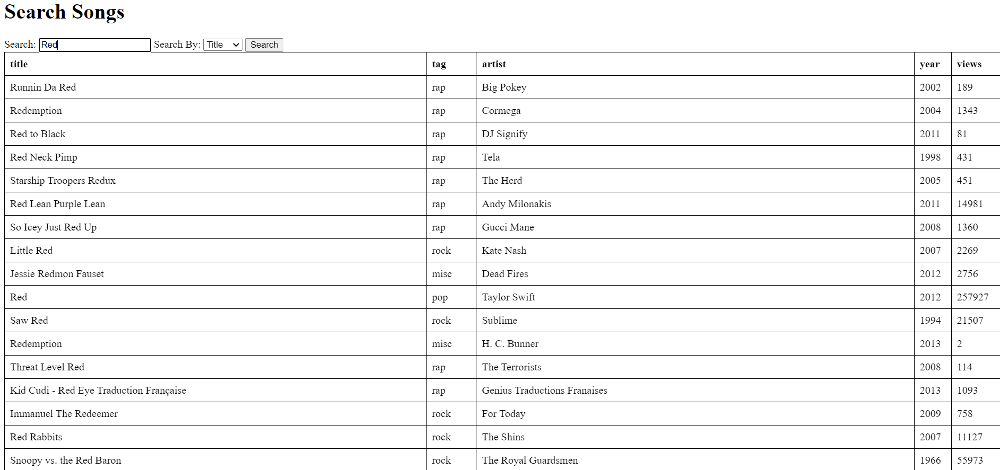 Search Songs
Search: Red Search By: Title Search
title tag artist year views
Runnin Da Red rap Big Pokey 2002 189
Redemption rap Cormega 2004 1343
Red to Black rap DJ Signify 2011 81
Red Neck Pimp rap Tela 1998 431
Starship Troopers Redux rap The Herd 2005 451
Red Lean Purple Lean rap Andy Milonakis 2011 14981
So Icey Just Red Up rap Gucci Mane 2008 1360
Little Red rock Kate Nash 2007 2269
Jessie Redmon Fauset misc Dead Fires 2012 2756
Red pop Taylor Swift 2012 257927
Saw Red rock Sublime 1994 21507
Redemption misc H. C. Bunner 2013 2
Threat Level Red rap The Terrorists 2008 114
Kid Cudi - Red Eye Traduction Française rap Genius Traductions Franaises 2013 1093
Immanuel The Redeemer rock For Today 2009 758
Red Rabbits rock The Shins 2007 11127
Snoopy vs. the Red Baron rock The Royal Guardsmen 1966 55973